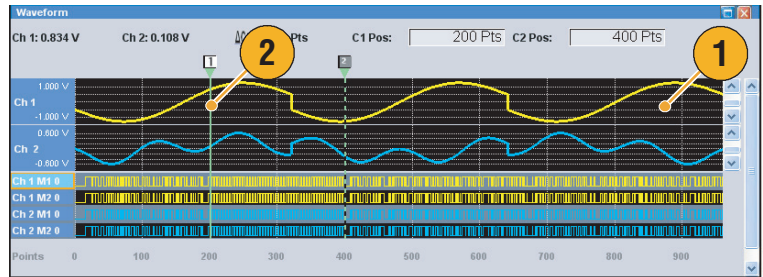 Waveform
Ch 1: 0.834 V Ch 2: 0.108 V Pts C1 Pos: 200 Pts C2 Pos: 400 Pts
2
1
1 2
1.000 V
Ch 1
-1.000 V
0.600 V
Ch 2
-0.600 V
Ch 1 M1 0
Ch 1 M2 0
Ch 2 M1 0
Ch 2 M2 0
Points 0 100 200 300 400 500 600 700 800 900